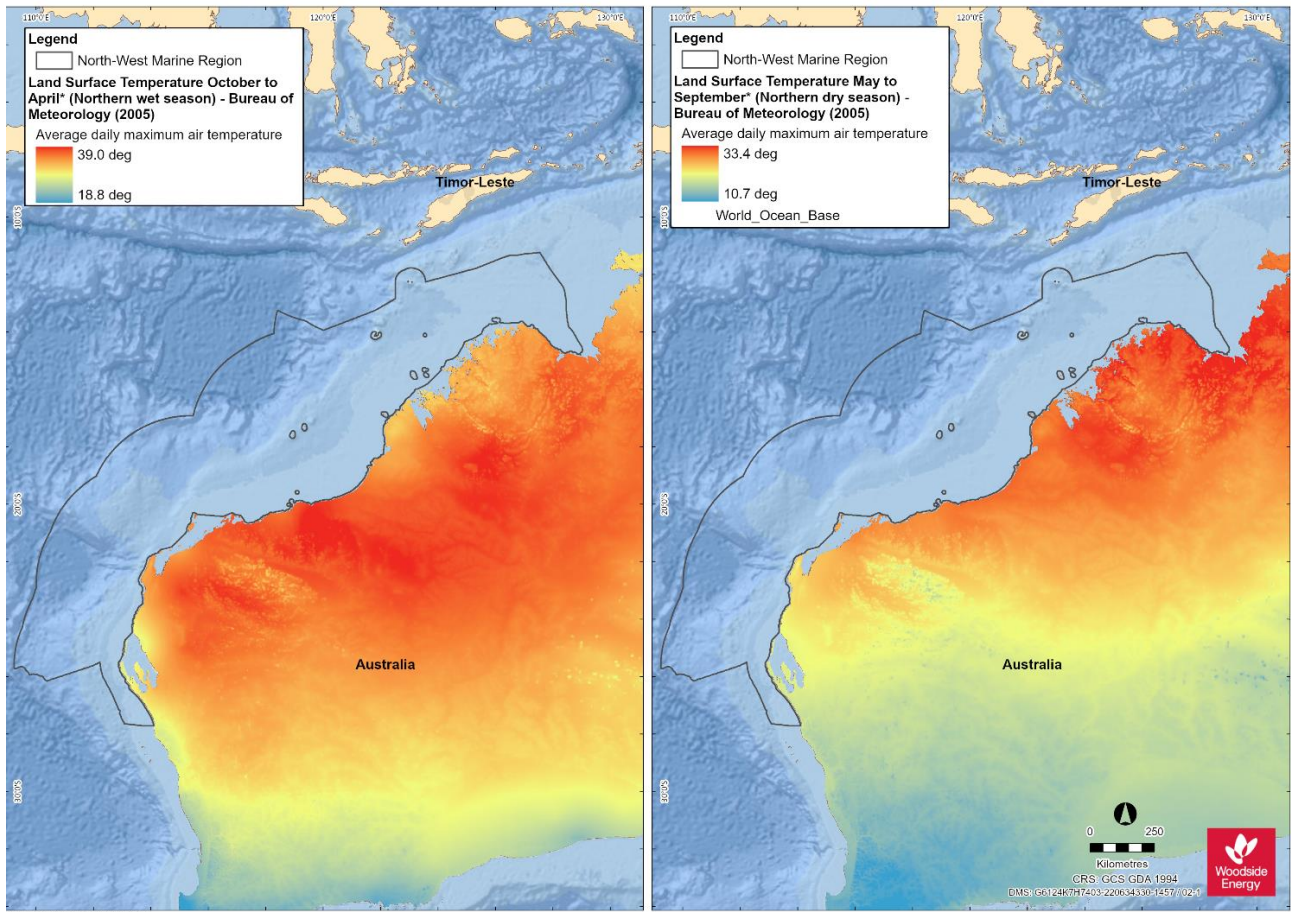 110°0'E
120°0'E
130°0'E
Legend
North-West Marine Region
Land Surface Temperature October to
April* (Northern wet season) - Bureau of
Meteorology (2005)
Average daily maximum air temperature
39.0 deg
18.8 deg
Timor-Leste
10°0'S
20°0'S
Australia
30°0'S
110°0'E
120°0'E
130°0'E
Legend
North-West Marine Region
Land Surface Temperature May to
September* (Northern dry season) -
Bureau of Meteorology (2005)
Average daily maximum air temperature
33.4 deg
10.7 deg
World_Ocean_Base
Timor-Leste
10°0'S
20°0'S
Australia
30°0'S
0 250
Kilometres
CRS: GCS GDA 1994
DMS: G6124K7H7403-220634330-1457 / 02-1
Woodside
Energy